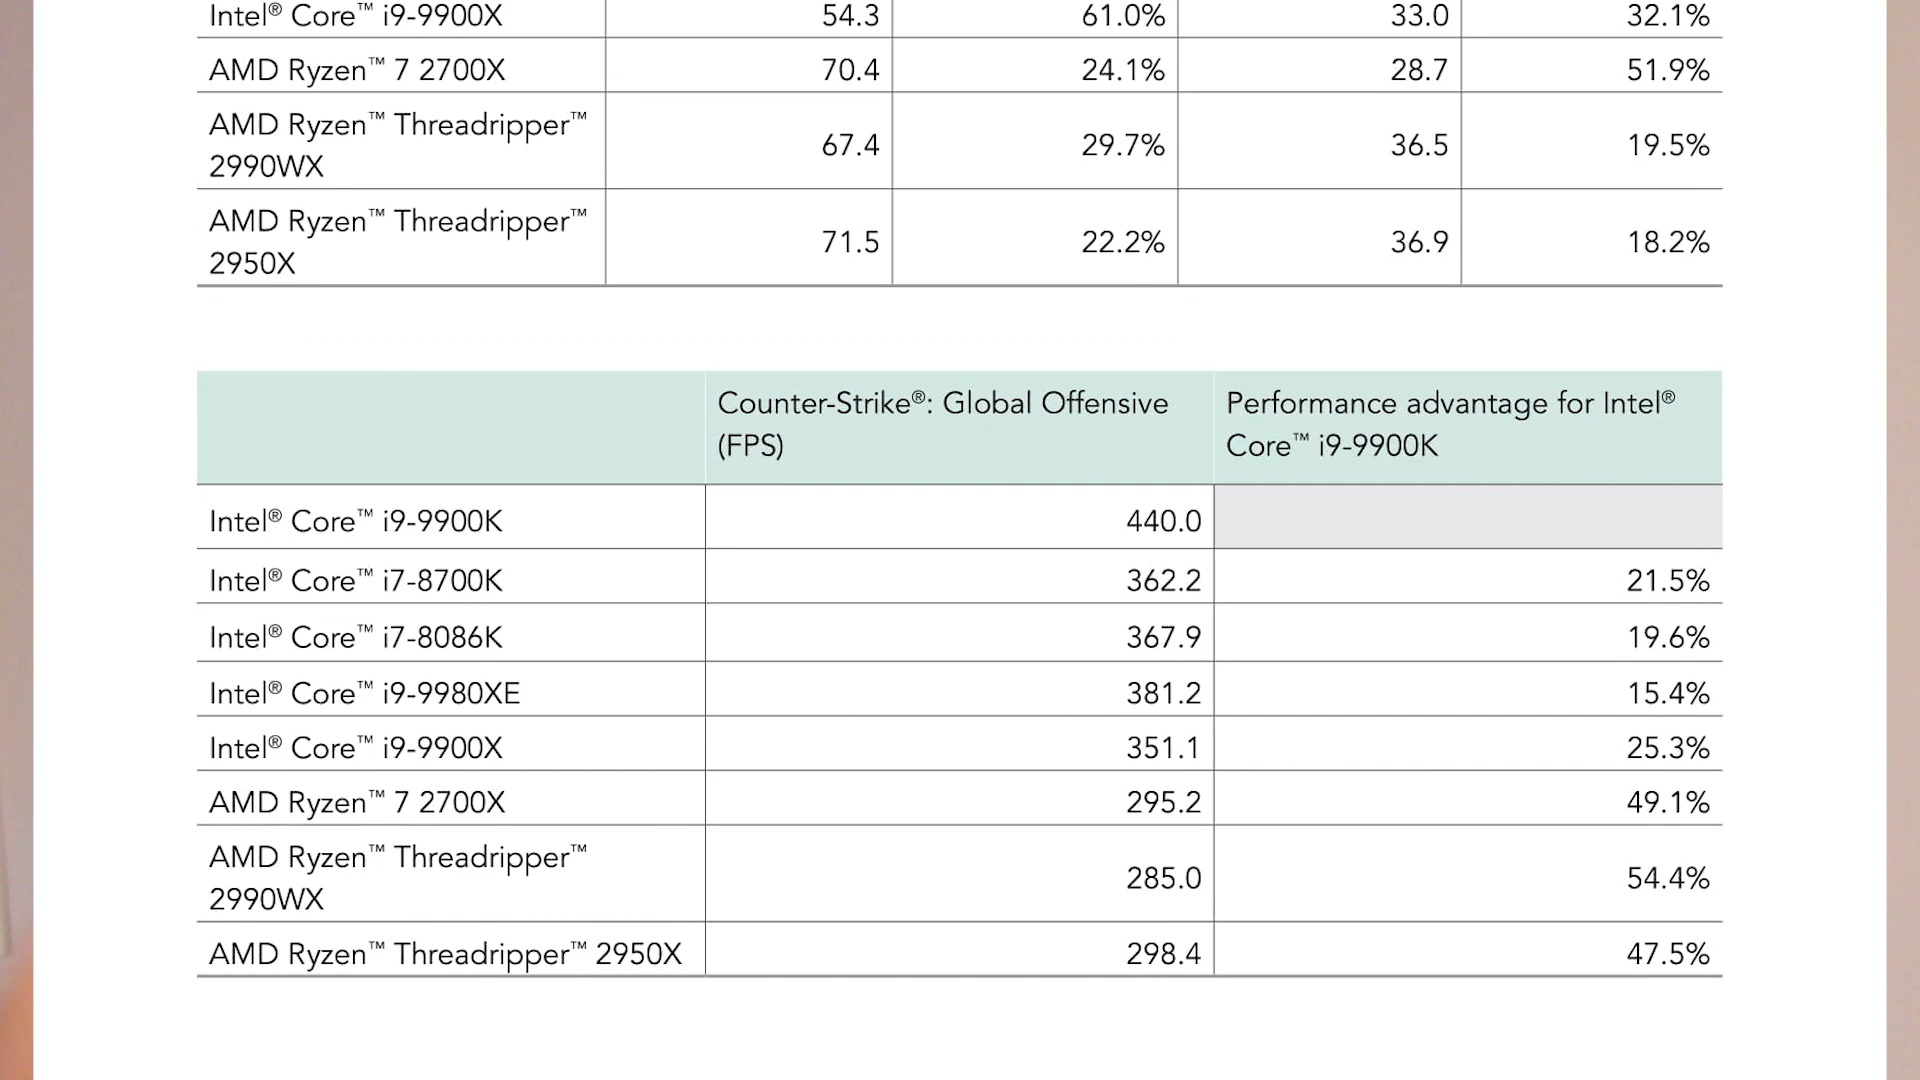 Intel® Core™ i9-9900X 54.3 61.0% 33.0 32.1%
AMD Ryzen™ 7 2700X 70.4 24.1% 28.7 51.9%
AMD Ryzen™ Threadripper™
2990WX 67.4 29.7% 36.5 19.5%
AMD Ryzen™ Threadripper™
2950X 71.5 22.2% 36.9 18.2%
Counter-Strike®: Global Offensive
(FPS)
Performance advantage for Intel®
Core™ i9-9900K
Intel® Core™ i9-9900K 440.0
Intel® Core™ i7-8700K 362.2 21.5%
Intel® Core™ i7-8086K 367.9 19.6%
Intel® Core™ i9-9980XE 381.2 15.4%
Intel® Core™ i9-9900X 351.1 25.3%
AMD Ryzen™ 7 2700X 295.2 49.1%
AMD Ryzen™ Threadripper™
2990WX 285.0 54.4%
AMD Ryzen™ Threadripper™ 2950X 298.4 47.5%